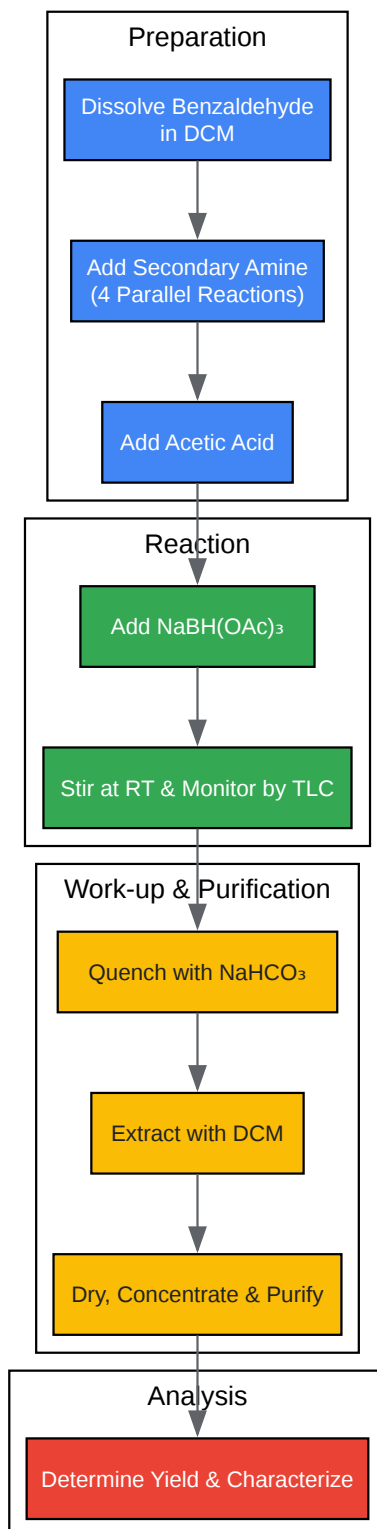 Preparation
Dissolve Benzaldehyde
in DCM
Add Secondary Amine
(4 Parallel Reactions)
Add Acetic Acid
Reaction
Add NaBH(OAc)₃
Stir at RT & Monitor by TLC
Work-up & Purification
Quench with NaHCO₃
Extract with DCM
Dry, Concentrate & Purify
Analysis
Determine Yield & Characterize